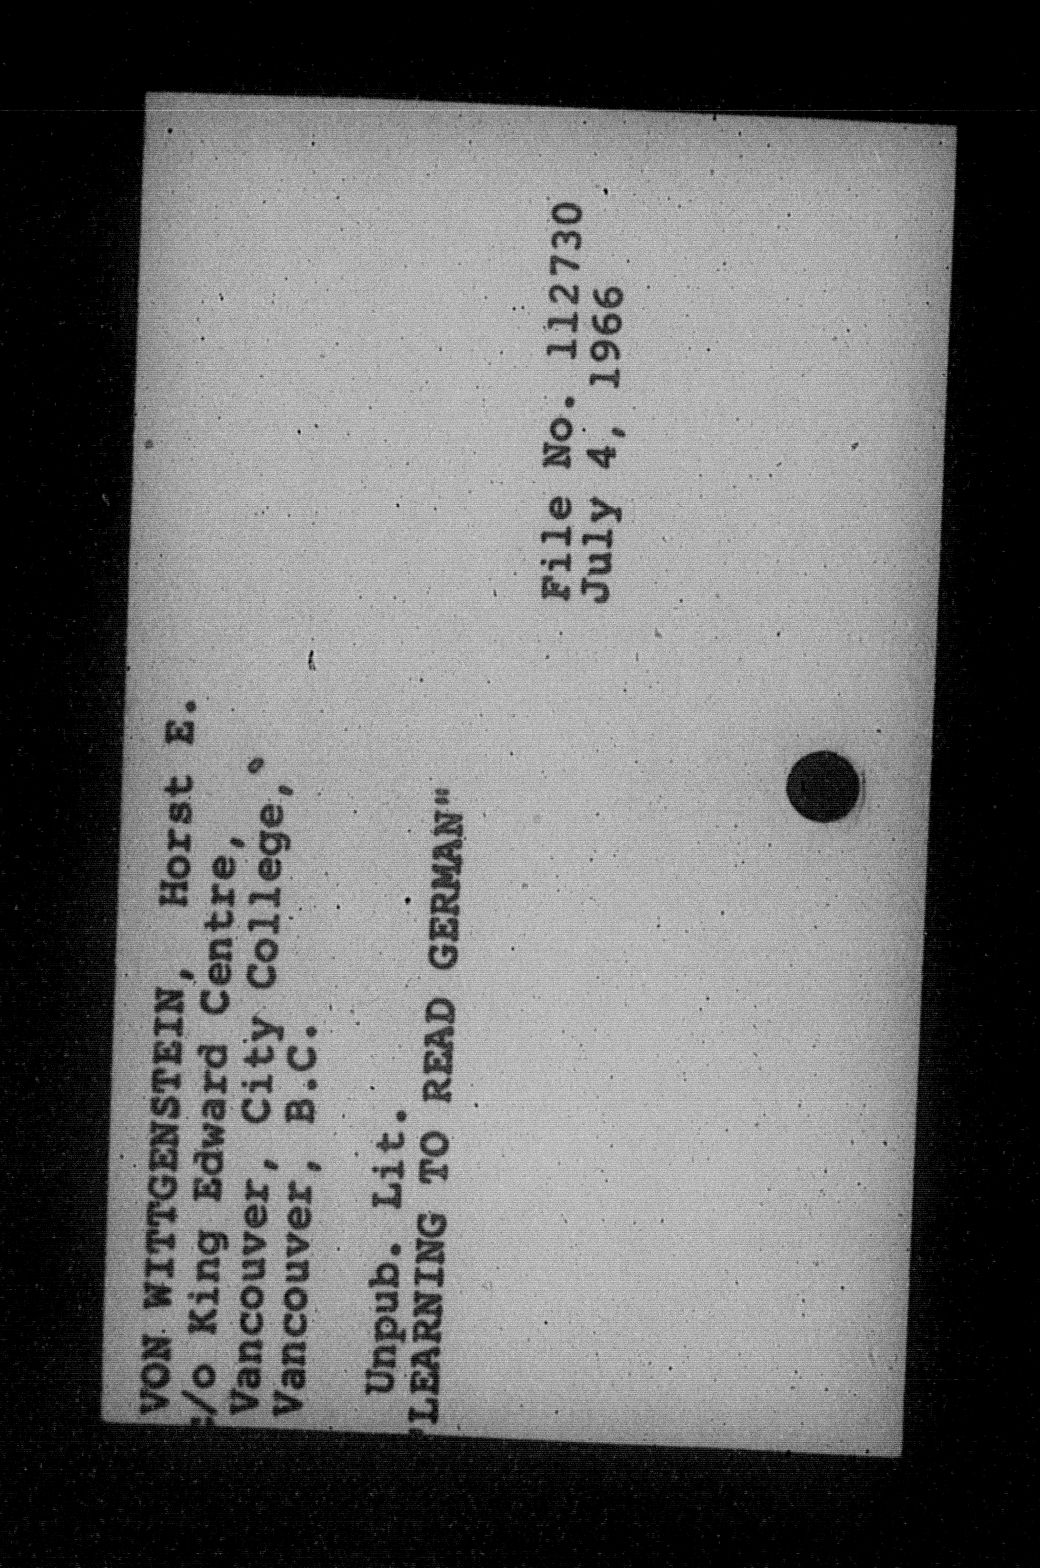 VON WITTGENSTEIN, Horst E.
c/o King Edward Centre,
Vancouver, City College,
Vancouver, B.C.
Unpub. Lit.
"LEARNING TO READ GERMAN"
File No. 112730
July 4, 1966